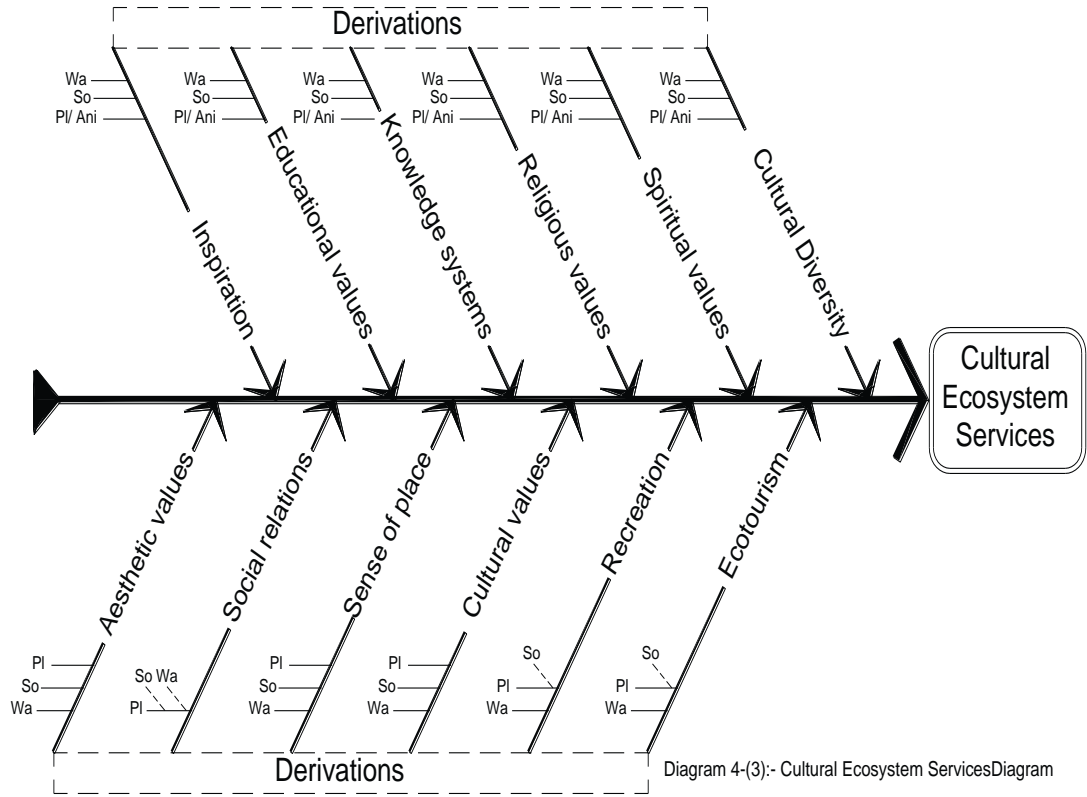 Derivations
Wa
So
Pl/ Ani
Wa
So
Pl/ Ani
Wa
So
Pl/ Ani
Wa
So
Pl/ Ani
Wa
So
Pl/ Ani
Wa
So
Pl/ Ani
Inspiration
Educational values
Knowledge systems
Religious values
Spiritual values
Cultural Diversity
Cultural
Ecosystem
Services
Aesthetic values
Social relations
Sense of place
Cultural values
Recreation
Ecotourism
Pl
So
Wa
So Wa
Pl
Pl
So
Wa
Pl
So
Wa
So
Pl
Wa
So
Pl
Wa
Derivations
Diagram 4-(3):- Cultural Ecosystem ServicesDiagram